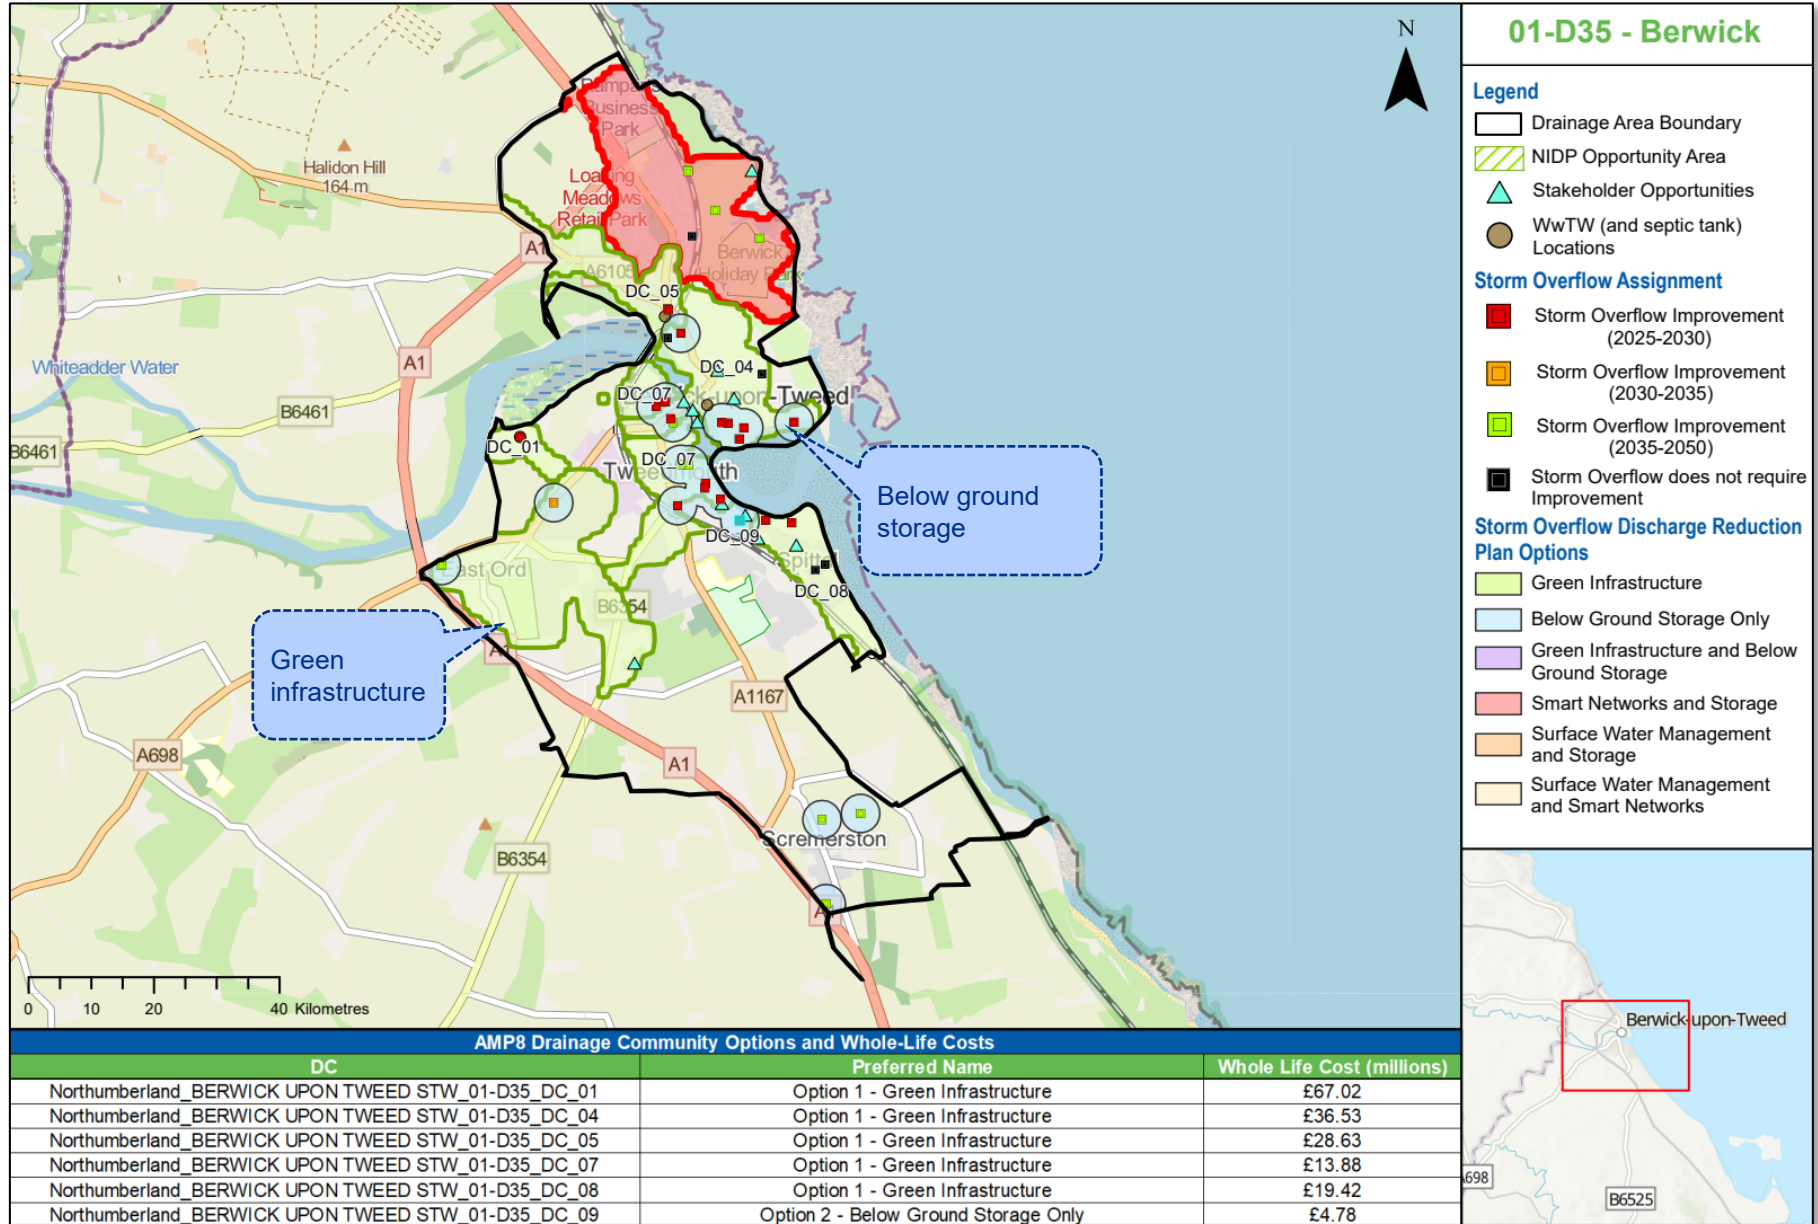 01-D35 - Berwick
Legend
Drainage Area Boundary
NIDP Opportunity Area
Stakeholder Opportunities
WwTW (and septic tank)
Locations
Storm Overflow Assignment
Storm Overflow Improvement
(2025-2030)
Storm Overflow Improvement
(2030-2035)
Storm Overflow Improvement
(2035-2050)
Storm Overflow does not require
Improvement
Storm Overflow Discharge Reduction
Plan Options
Green Infrastructure
Below Ground Storage Only
Green Infrastructure and Below
Ground Storage
Smart Networks and Storage
Surface Water Management
and Storage
Surface Water Management
and Smart Networks
N
Business
Park
Halidon Hill
164 m
Meadows
Retail Park
A1
A6105
Berwick
Holiday Park
DC_05
Whiteadder Water
A1
DC_04
DC_07
-Tweed
B6461
B6461
DC_01
DC_07
Below ground
storage
DC_09
East Ord
DC_08
B6354
Green
infrastructure
A1
A1167
A698
A1
Scremerston
B6354
A1
0 10 20 40 Kilometres
Berwick-upon-Tweed
B6525
AMP8 Drainage Community Options and Whole-Life Costs
DC Preferred Name Whole Life Cost (millions)
Northumberland_BERWICK UPON TWEED STW_01-D35_DC_01 Option 1 - Green Infrastructure £67.02
Northumberland_BERWICK UPON TWEED STW_01-D35_DC_04 Option 1 - Green Infrastructure £36.53
Northumberland_BERWICK UPON TWEED STW_01-D35_DC_05 Option 1 - Green Infrastructure £28.63
Northumberland_BERWICK UPON TWEED STW_01-D35_DC_07 Option 1 - Green Infrastructure £13.88
Northumberland_BERWICK UPON TWEED STW_01-D35_DC_08 Option 1 - Green Infrastructure £19.42
Northumberland_BERWICK UPON TWEED STW_01-D35_DC_09 Option 2 - Below Ground Storage Only £4.78